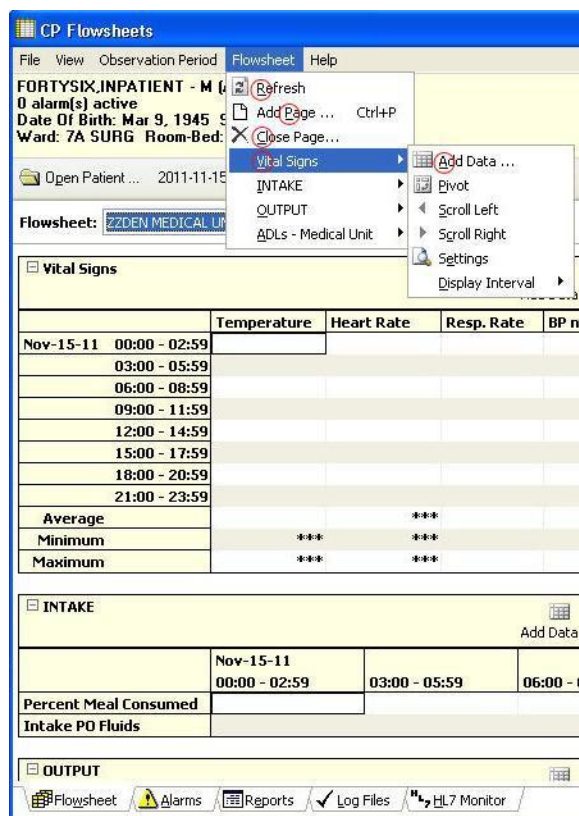 CP Flowsheets
File View Observation Period Flowsheet Help
FORTYSIX,INPATIENT - M
0 alarm(s) active
Date Of Birth: Mar 9, 1945
Ward: 7A SURG Room-Bed:
Refresh
Add Page ... Ctrl+P
Close Page...
Vital Signs
INTAKE
OUTPUT
ADLs - Medical Unit
Add Data ...
Pivot
Scroll Left
Scroll Right
Settings
Display Interval
Open Patient ... 2011-11-15
Flowsheet: ZZDEN MEDICAL
Vital Signs
Temperature Heart Rate Resp. Rate BP
Nov-15-11 00:00 - 02:59
03:00 - 05:59
06:00 - 08:59
09:00 - 11:59
12:00 - 14:59
15:00 - 17:59
18:00 - 20:59
21:00 - 23:59
Average ***
Minimum *** ***
Maximum *** ***
INTAKE
Add Data
Nov-15-11
00:00 - 02:59 03:00 - 05:59 06:00 -
Percent Meal Consumed
Intake PO Fluids
OUTPUT
Flowsheet Alarms Reports Log Files HL7 HL7 Monitor